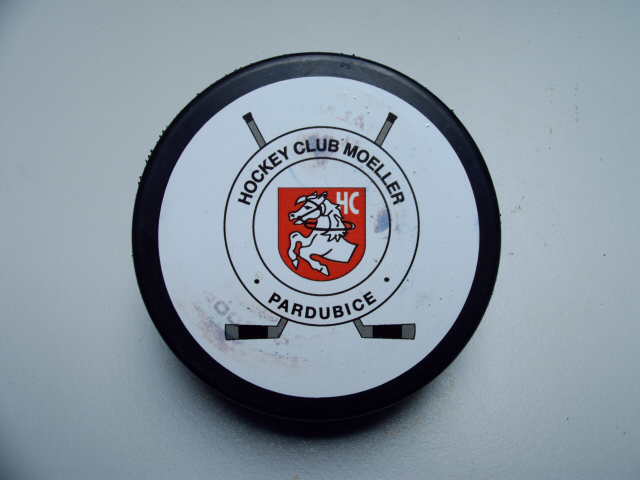 HOCKEY CLUB MOELLER
HC
• PARDUBICE •